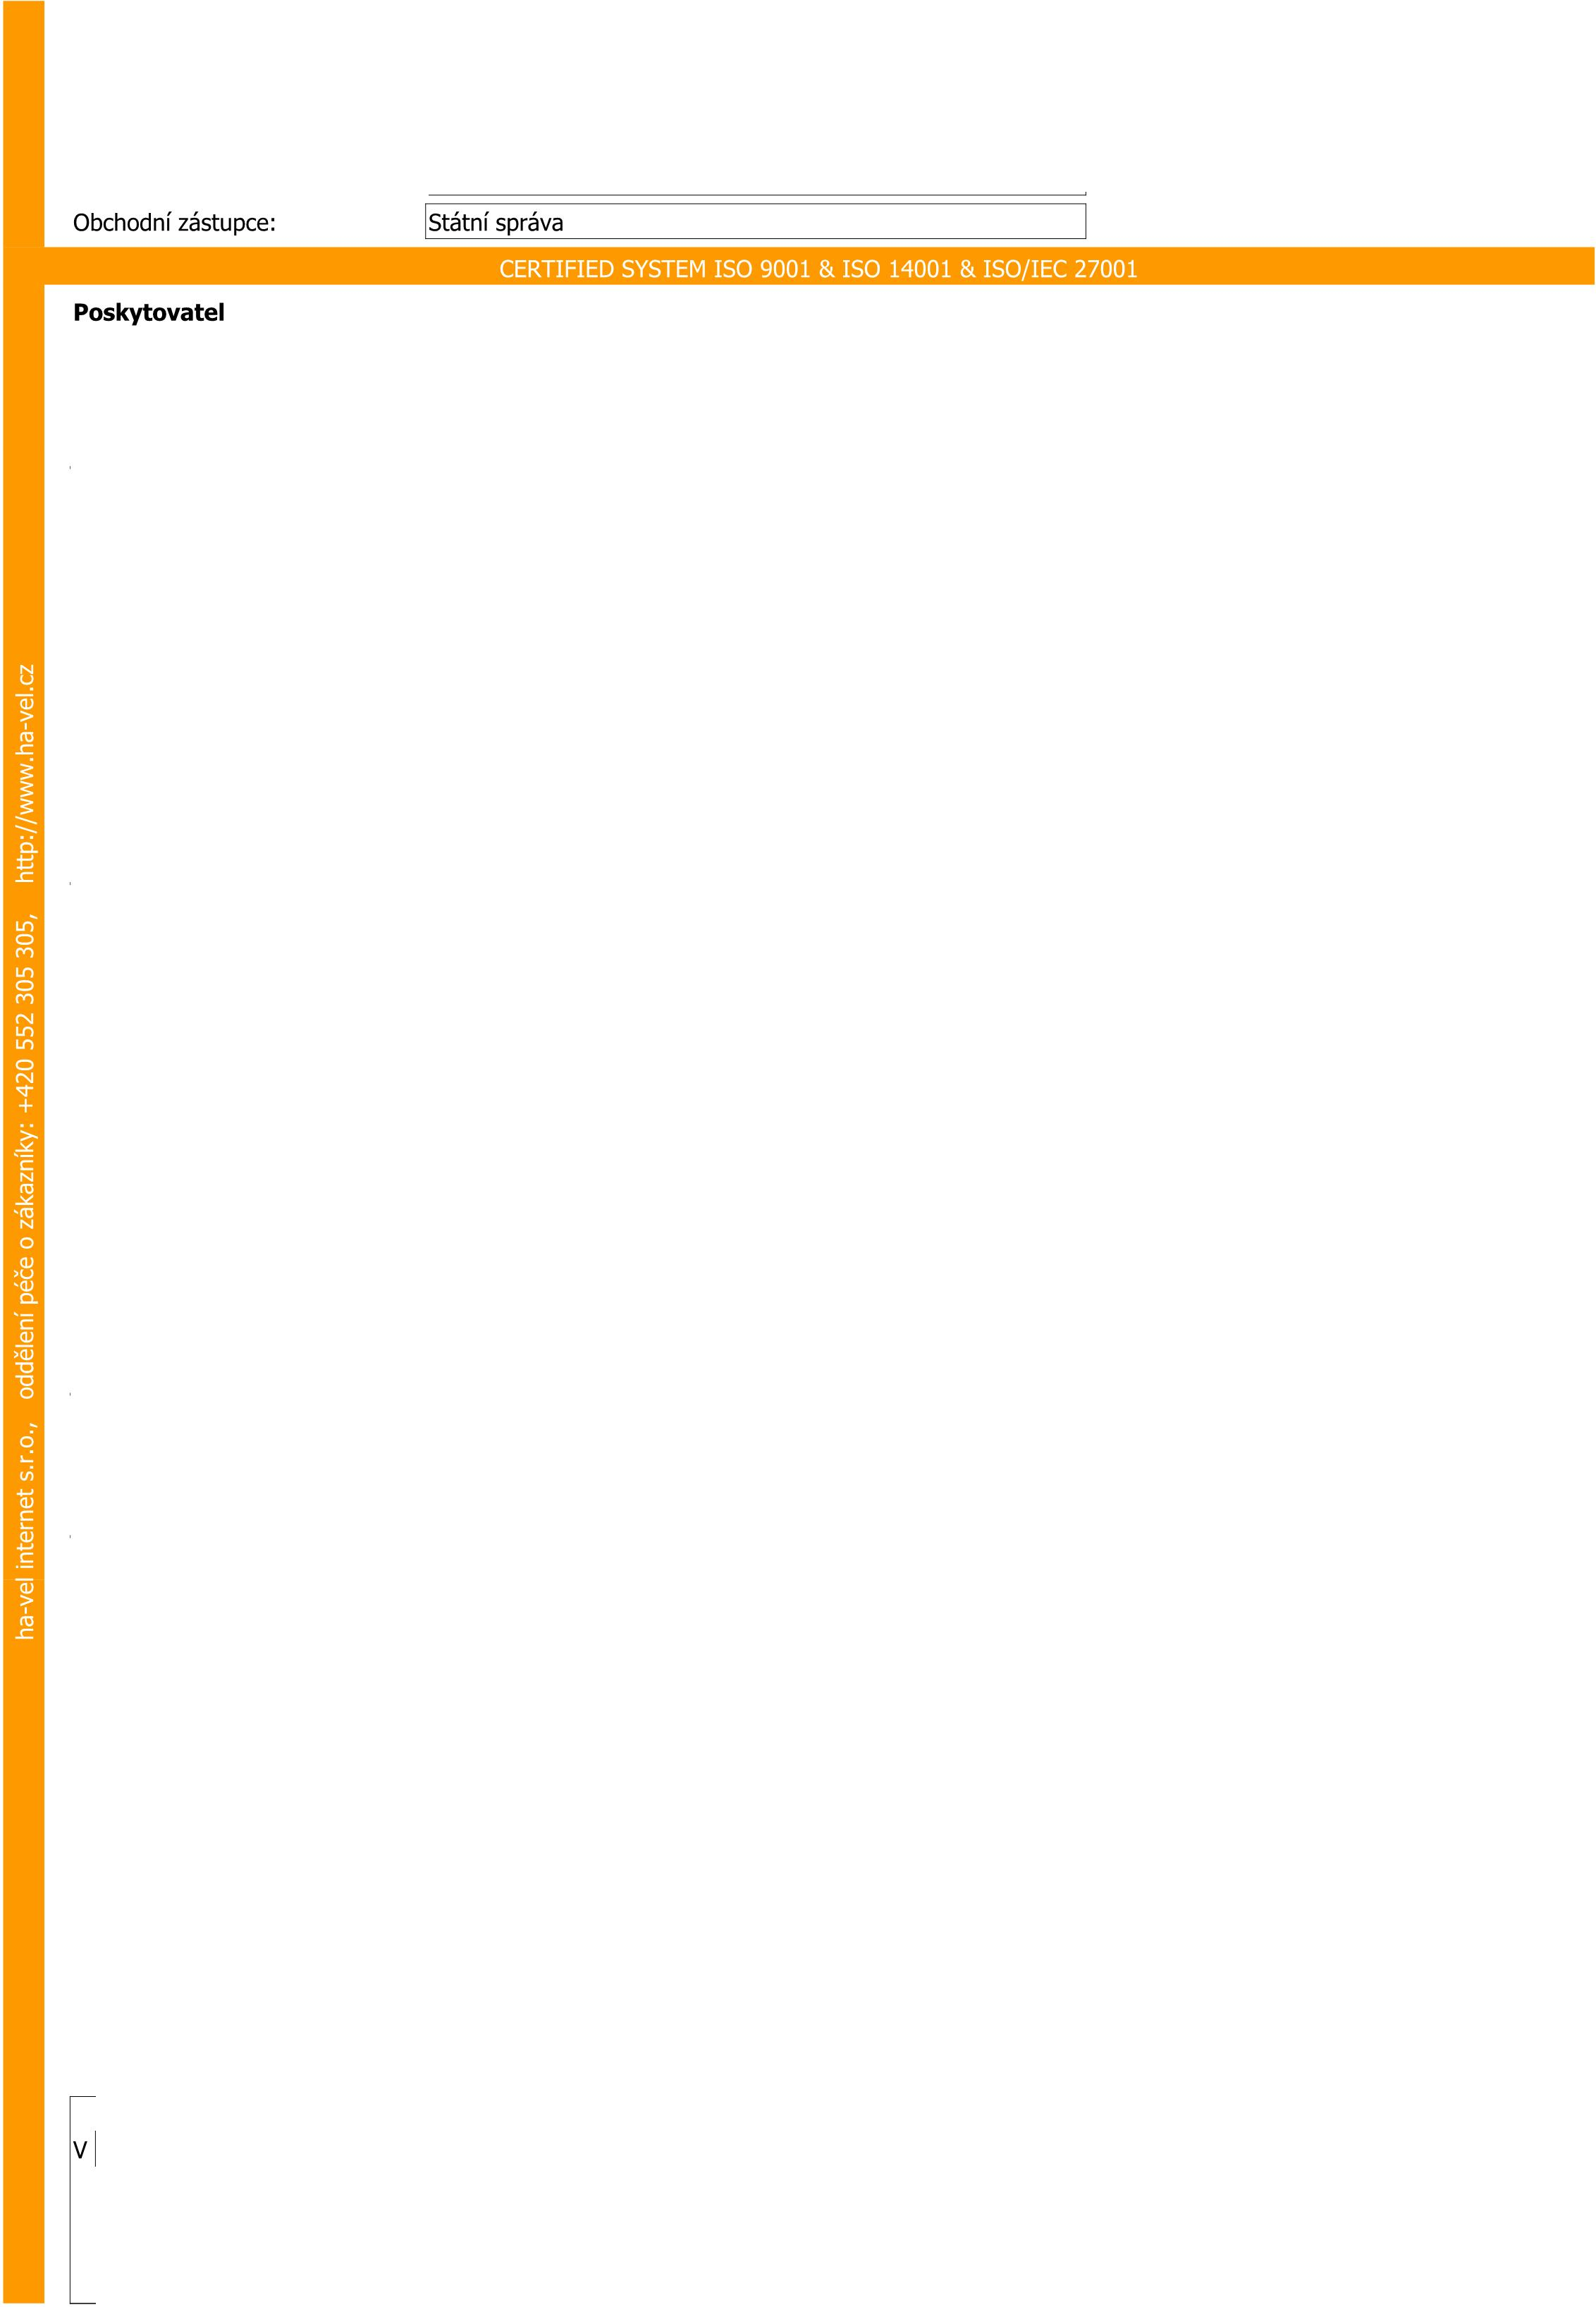 Obchodní zástupce: Státní správa
CERTIFIED SYSTEM ISO 9001 & ISO 14001 & ISO/IEC 27001
Poskytovatel
ha-vel internet s.r.o., oddělení péče o zákazníky: +420 552 305 305, http://www.ha-vel.cz
V